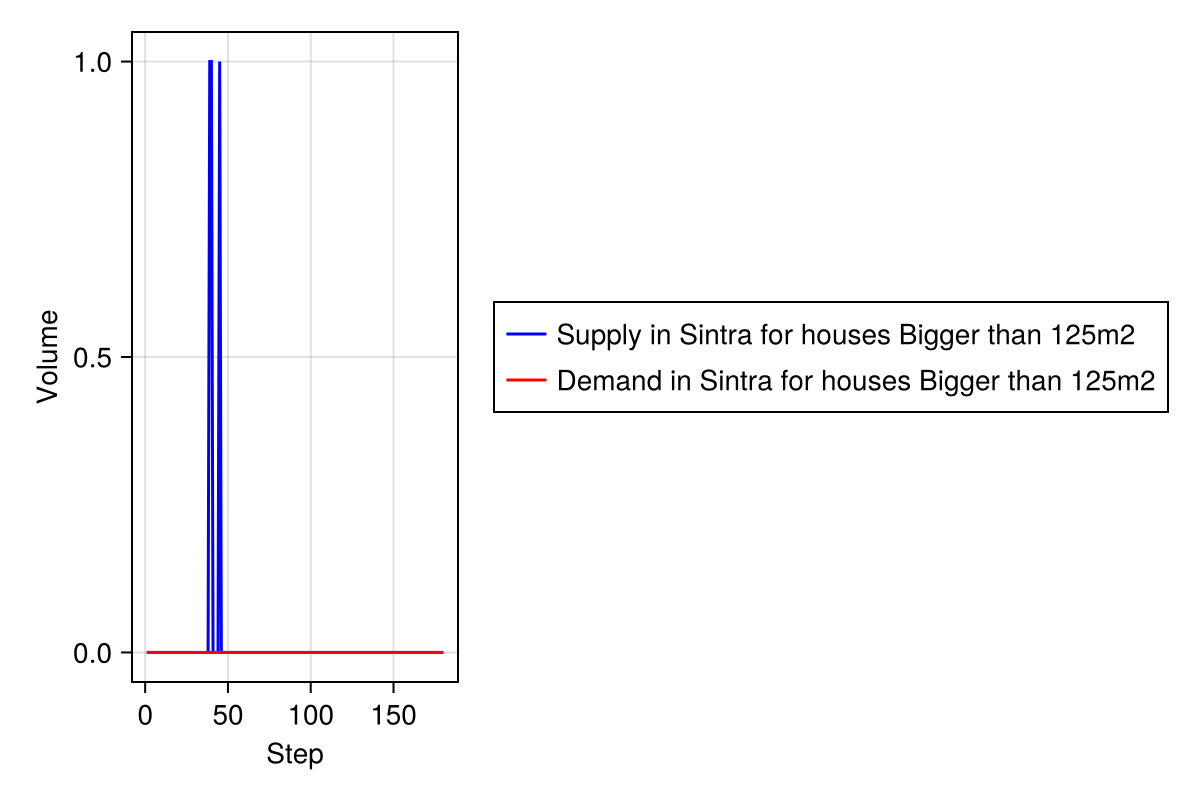 1.0
0.5
0.0
Volume
0 50 100 150
Step
Supply in Sintra for houses Bigger than 125m2
Demand in Sintra for houses Bigger than 125m2